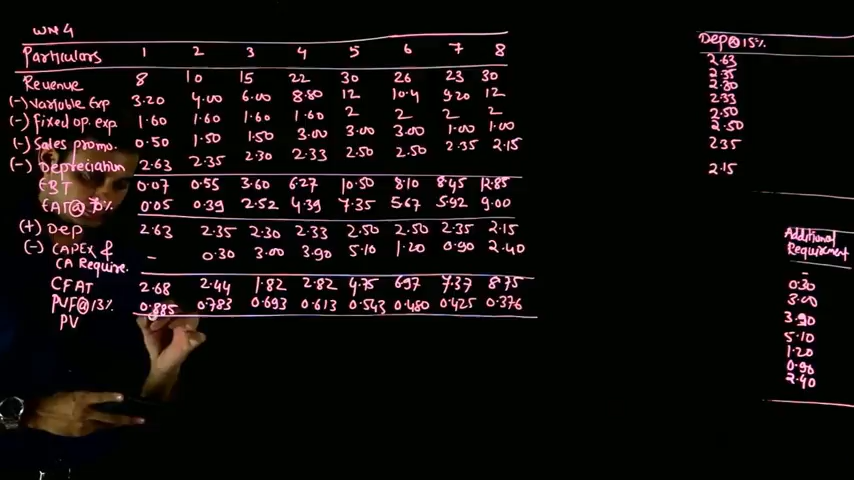 WN 4
Particulars 1 2 3 4 5 6 7 8
Revenue 8 10 15 22 30 26 23 30
(-) Variable Exp 3.20 4.00 6.00 8.80 12 10.4 9.20 12
(-) Fixed op. exp 1.60 1.60 1.60 1.60 2 2 2 2
(-) Sales promo. 0.50 1.50 1.50 3.00 3.00 3.00 1.00 1.00
(-) Depreciation 2.63 2.35 2.30 2.33 2.50 2.50 2.35 2.15
EBT 0.07 0.55 3.60 6.27 10.50 8.10 8.45 12.85
EAT@70% 0.05 0.39 2.52 4.39 7.35 5.67 5.92 9.00
(+) Dep 2.63 2.35 2.30 2.33 2.50 2.50 2.35 2.15
(-) CAPEX & - 0.30 3.00 3.90 5.10 1.20 0.90 2.40
CA Require.
CFAT 2.68 2.44 1.82 2.82 4.75 6.97 7.37 8.75
PVF@13% 0.885 0.783 0.693 0.613 0.543 0.480 0.425 0.376
PV
Dep@15%
2.63
2.35
2.30
2.33
2.50
2.50
2.35
2.15
Additional
Requirement
-
0.30
3.00
3.90
5.10
1.20
0.90
2.40